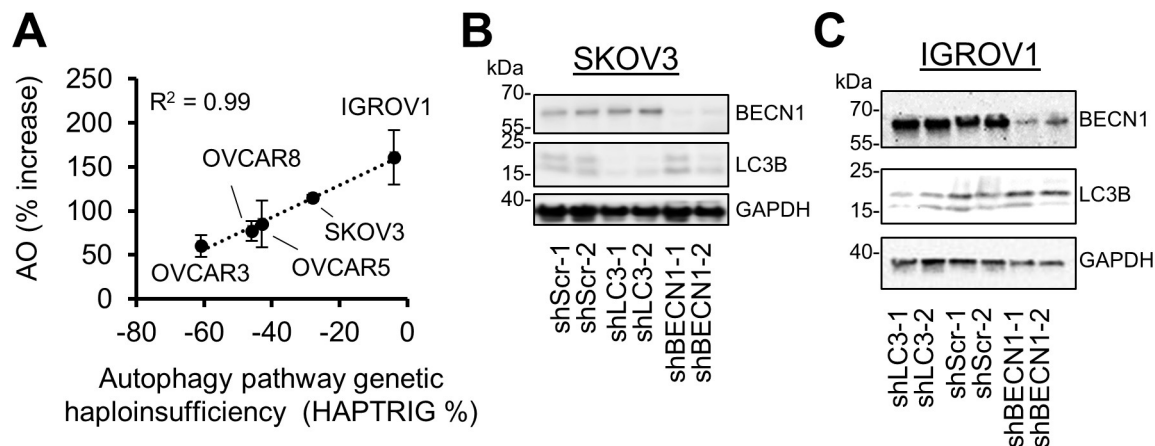 A
AO (% increase)
250
200
150
100
50
0
R² = 0.99
IGROV1
OVCAR8
SKOV3
OVCAR3
OVCAR5
-80 -60 -40 -20 0
Autophagy pathway genetic
haploinsufficiency (HAPTRIG %)
B
SKOV3
kDa
70-
BECN1
55-
25-
LC3B
15-
40-
GAPDH
shScr-1
shScr-2
shLC3-1
shLC3-2
shBECN1-1
shBECN1-2
C
IGROV1
kDa
70-
BECN1
55-
25-
LC3B
15-
40-
GAPDH
shLC3-1
shLC3-2
shScr-1
shScr-2
shBECN1-1
shBECN1-2